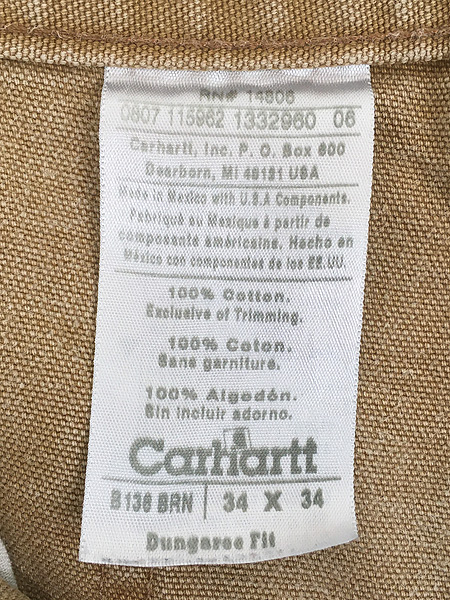 RN# 14806
0607 115962 1332960 06
Carhartt, Inc. P. O. Box 600
Dearborn, MI 48121 USA
Made in Mexico with U.S.A Components.
Fabriqué au Mexique à partir de
composants américains. Hecho en
México con componentes de los EE.UU.
100% Cotton.
Exclusive of Trimming.
100% Coton.
Sans garniture.
100% Algodón.
Sin incluir adorno.
Carhartt
B136 BRN | 34 X 34
Dungaree Fit